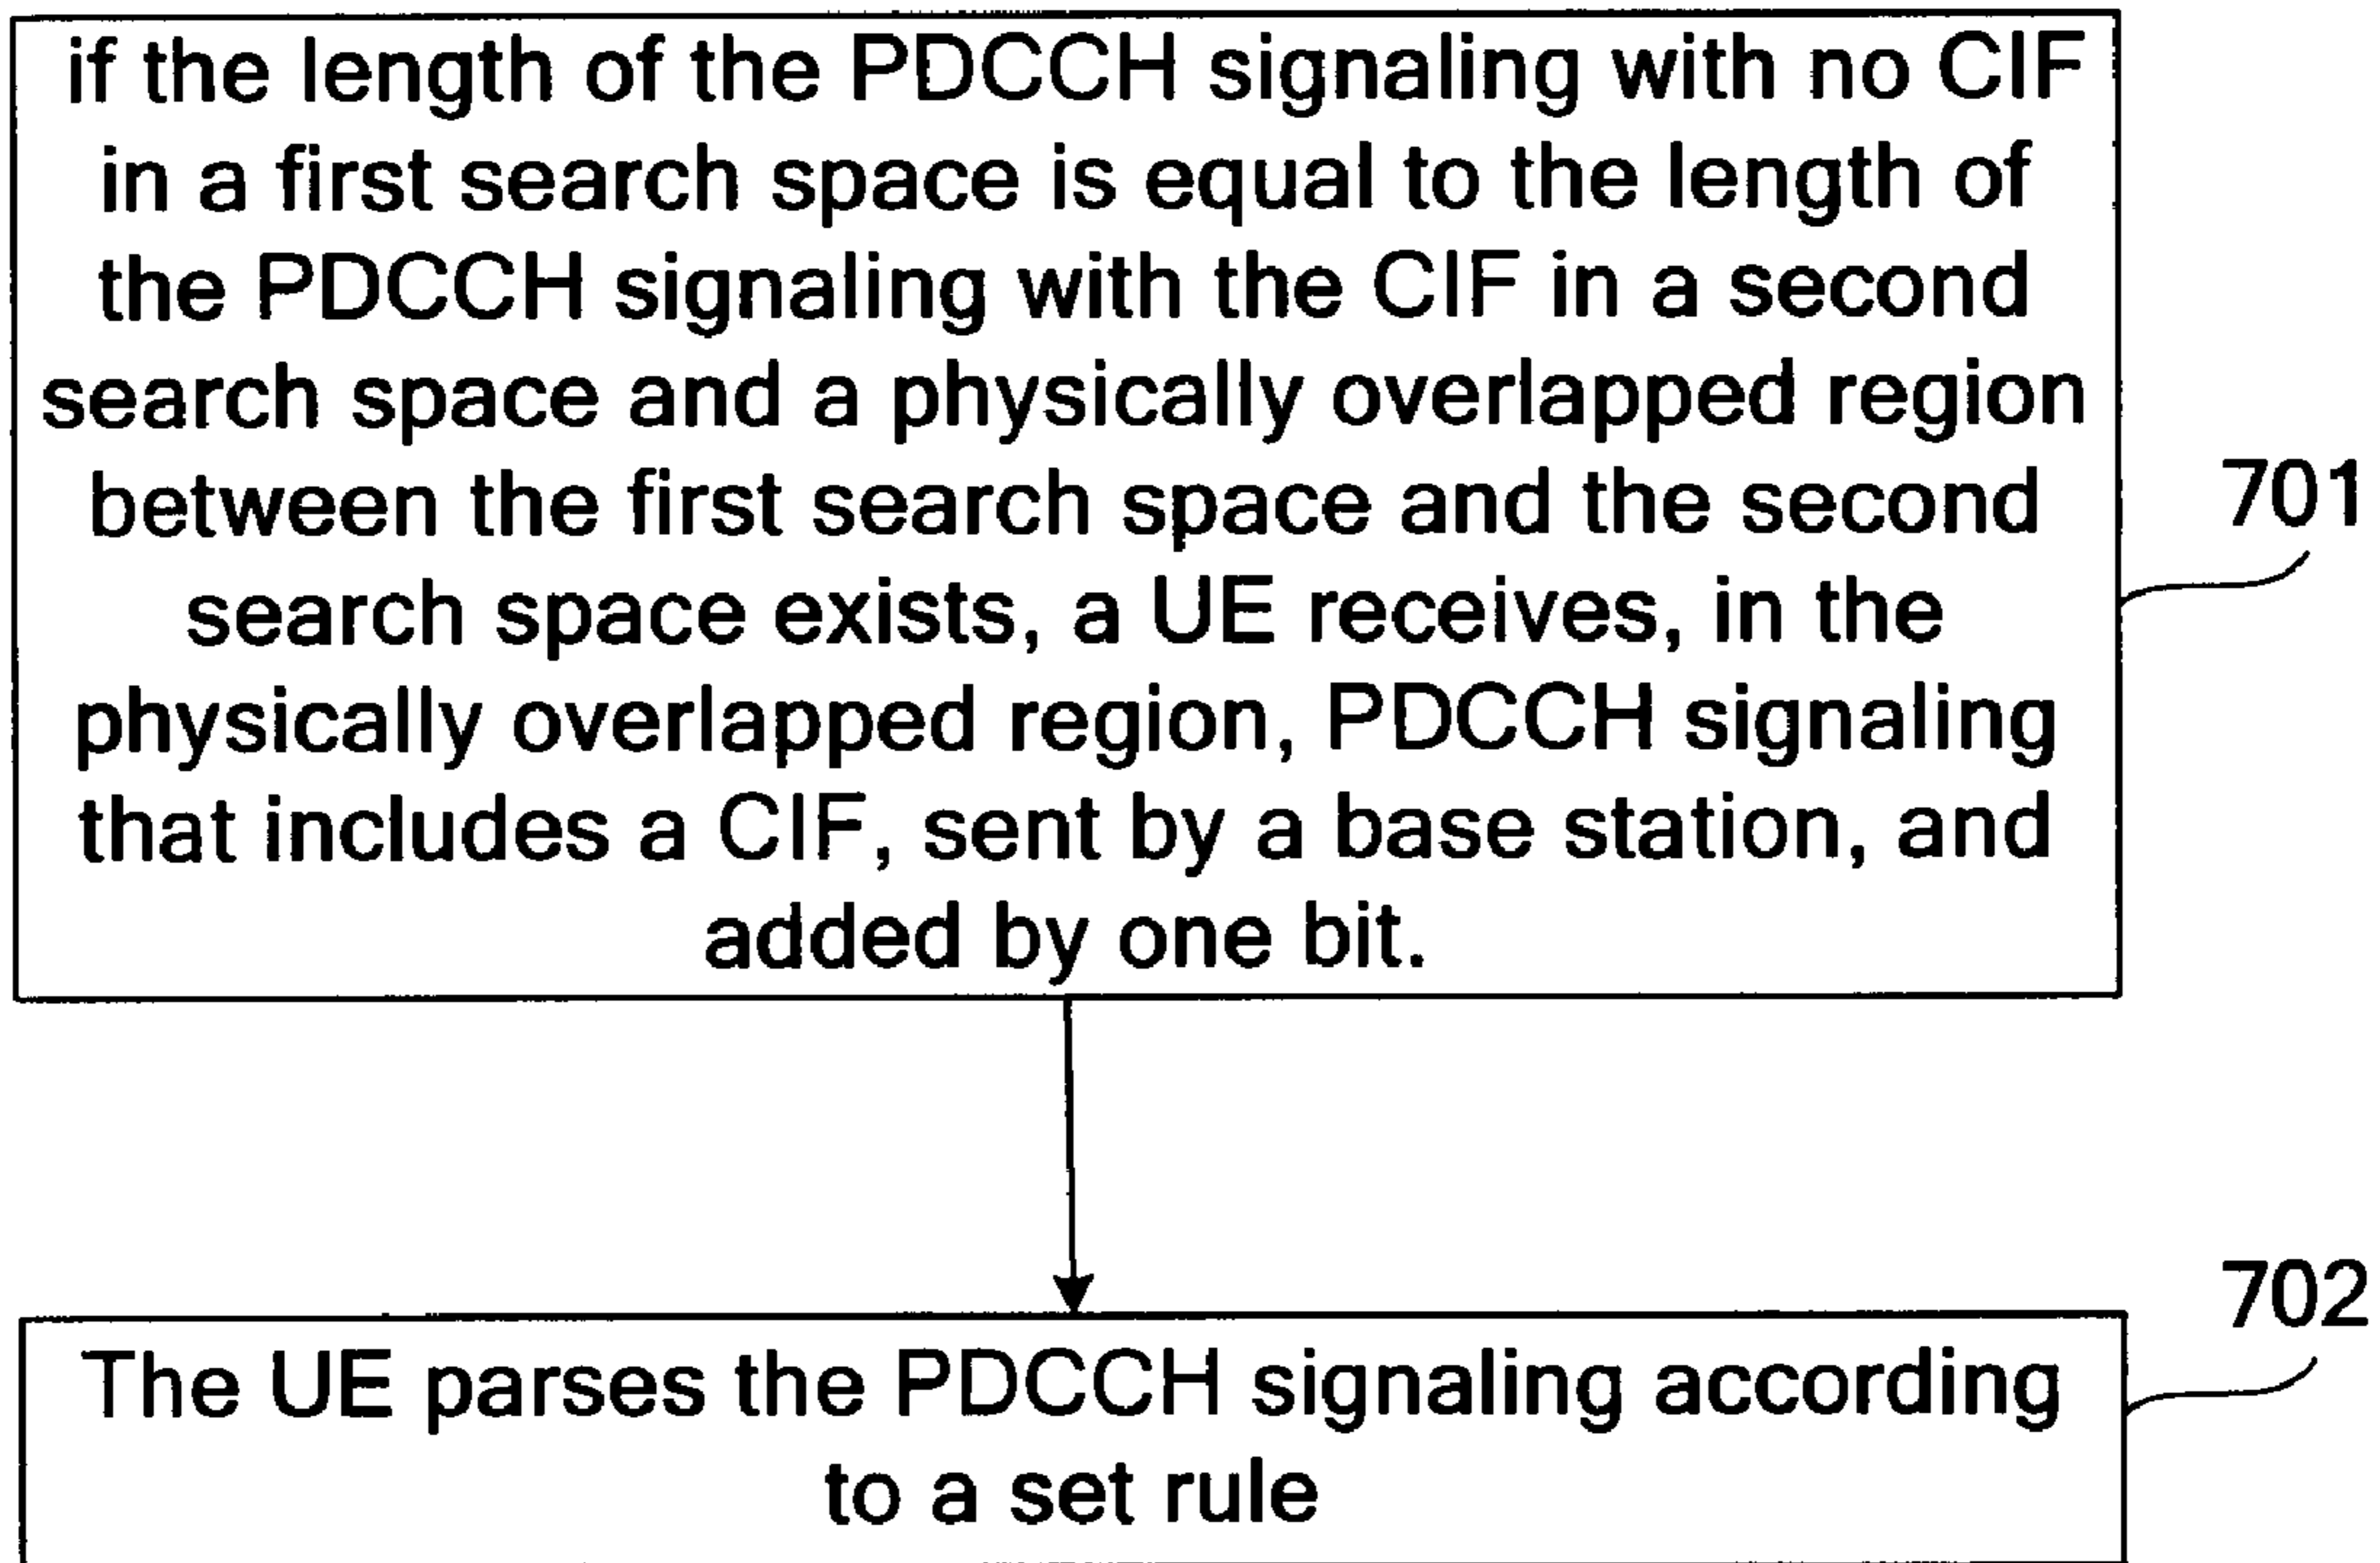 if the length of the PDCCH signaling with no CIF
in a first search space is equal to the length of
the PDCCH signaling with the CIF in a second
search space and a physically overlapped region
between the first search space and the second
search space exists, a UE receives, in the
physically overlapped region, PDCCH signaling
that includes a CIF, sent by a base station, and
added by one bit.
701
The UE parses the PDCCH signaling according
to a set rule
702